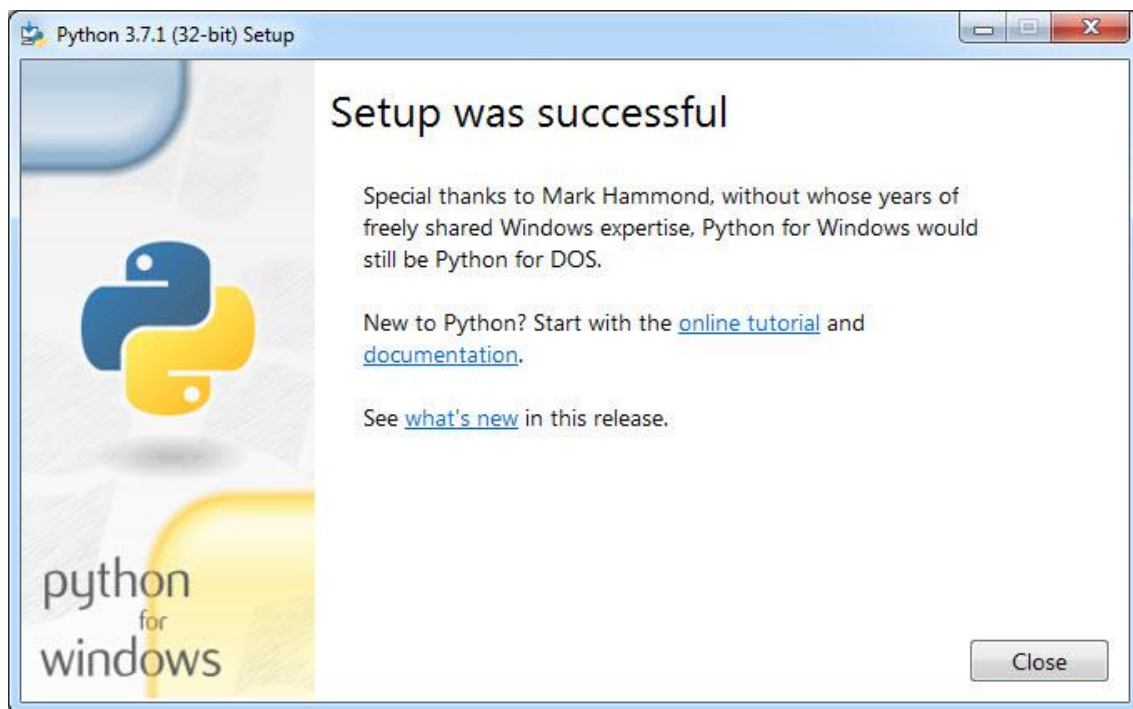 Python 3.7.1 (32-bit) Setup
Setup was successful
Special thanks to Mark Hammond, without whose years of
freely shared Windows expertise, Python for Windows would
still be Python for DOS.
New to Python? Start with the online tutorial and
documentation.
See what's new in this release.
python
for
windows
Close